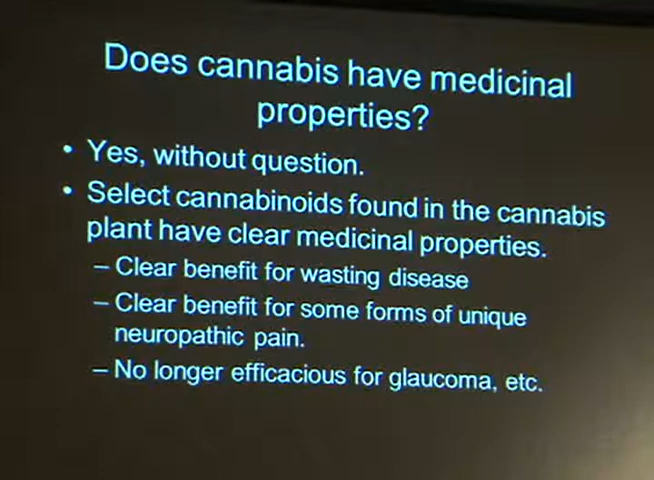 Does cannabis have medicinal
properties?
• Yes, without question.
• Select cannabinoids found in the cannabis
plant have clear medicinal properties.
– Clear benefit for wasting disease
– Clear benefit for some forms of unique
neuropathic pain.
– No longer efficacious for glaucoma, etc.